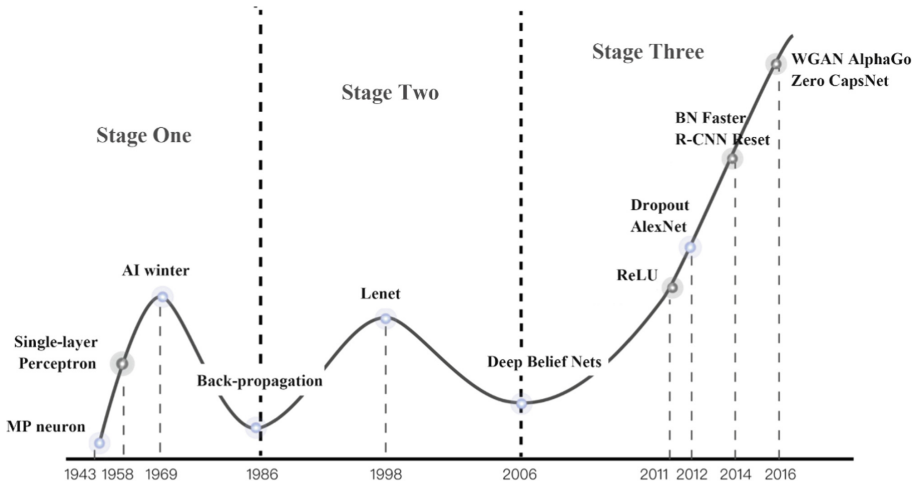 Stage One
Stage Two
Stage Three
WGAN AlphaGo
Zero CapsNet
BN Faster
R-CNN Reset
Dropout
AlexNet
ReLU
AI winter
Lenet
Single-layer
Perceptron
Back-propagation
Deep Belief Nets
MP neuron
1943 1958 1969 1986 1998 2006 2011 2012 2014 2016